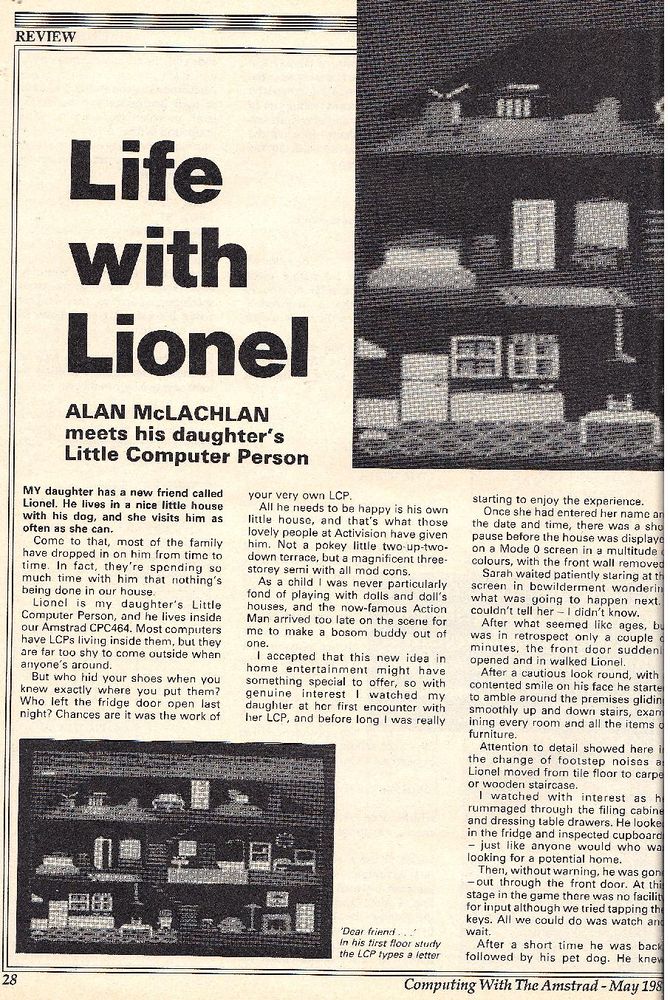 REVIEW
Life
with
Lionel
ALAN McLACHLAN
meets his daughter's
Little Computer Person
MY daughter has a new friend called
Lionel. He lives in a nice little house
with his dog, and she visits him as
often as she can.
Come to that, most of the family
have dropped in on him from time to
time. In fact, they're spending so
much time with him that nothing's
being done in our house.
Lionel is my daughter's Little
Computer Person, and he lives inside
our Amstrad CPC464. Most computers
have LCPs living inside them, but they
are far too shy to come outside when
anyone's around.
But who hid your shoes when you
knew exactly where you put them?
Who left the fridge door open last
night? Chances are it was the work of
your very own LCP.
All he needs to be happy is his own
little house, and that's what those
lovely people at Activision have given
him. Not a pokey little two-up-two-
down terrace, but a magnificent three-
storey semi with all mod cons.
As a child I was never particularly
fond of playing with dolls and doll's
houses, and the now-famous Action
Man arrived too late on the scene for
me to make a bosom buddy out of
one.
I accepted that this new idea in
home entertainment might have
something special to offer, so with
genuine interest I watched my
daughter at her first encounter with
her LCP, and before long I was really
starting to enjoy the experience.
Once she had entered her name
the date and time, there was a
pause before the house was
on a Mode 0 screen in a multitude
colours, with the front wall removed
Sarah waited patiently staring at
screen in bewilderment
what was going to happen next.
couldn't tell her – I didn't know.
After what seemed like ages,
was in retrospect only a couple
minutes, the front door
opened and in walked Lionel.
After a cautious look round, with
contented smile on his face he
to amble around the premises
smoothly up and down stairs,
ining every room and all the items
furniture.
Attention to detail showed here
the change of footstep noises
Lionel moved from tile floor to
or wooden staircase.
I watched with interest as
rummaged through the filing
and dressing table drawers. He
in the fridge and inspected
– just like anyone would who
looking for a potential home.
Then, without warning, he was
– out through the front door. At
stage in the game there was no
for input although we tried tapping
keys. All we could do was watch
wait.
After a short time he was back
followed by his pet dog. He
'Dear friend . . .'
In his first floor study
the LCP types a letter
28
Computing With The Amstrad - May